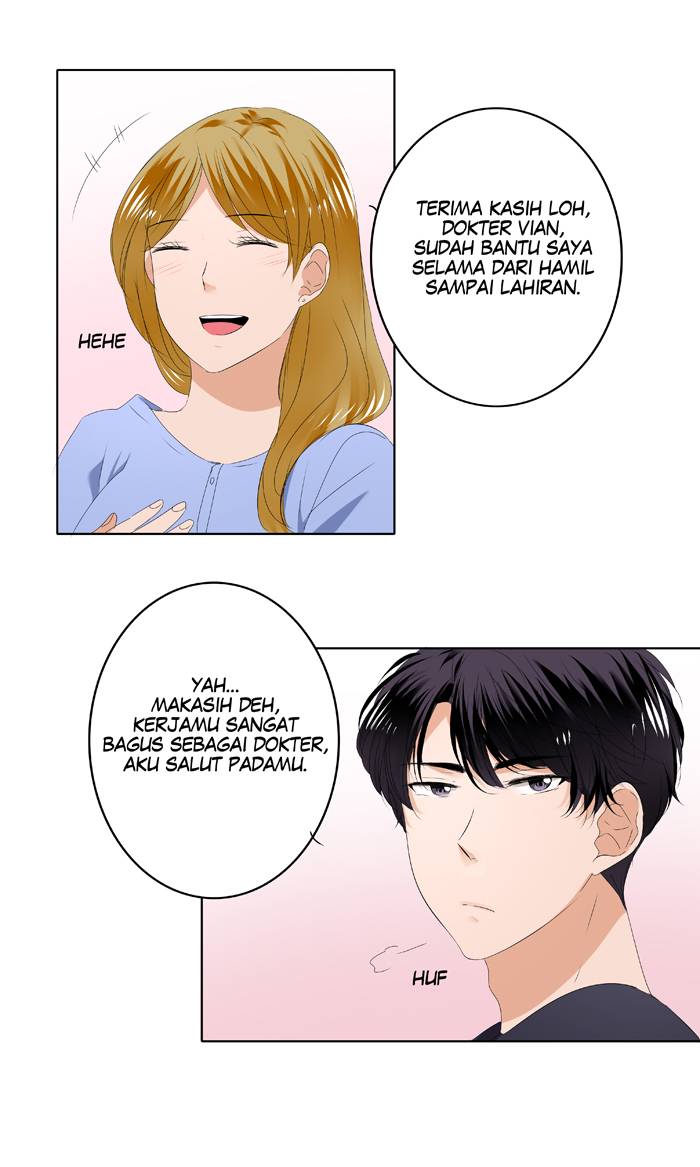 TERIMA KASIH LOH,
DOKTER VIAN,
SUDAH BANTU SAYA
SELAMA DARI HAMIL
SAMPAI LAHIRAN.
HEHE
YAH...
MAKASIH DEH,
KERJAMU SANGAT
BAGUS SEBAGAI DOKTER,
AKU SALUT PADAMU.
HUF